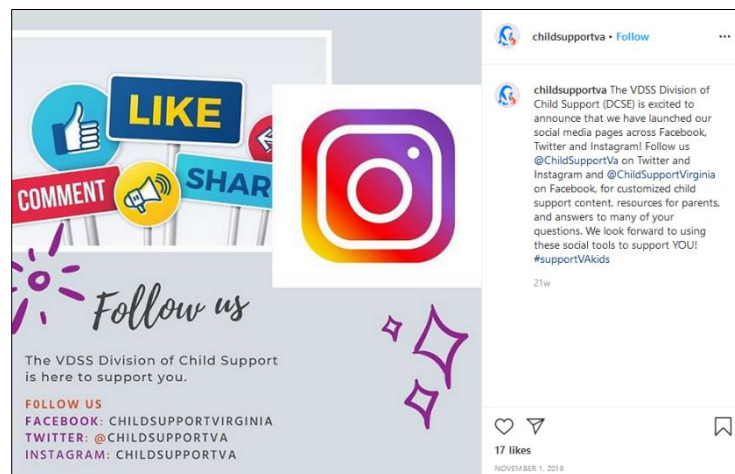 LIKE
COMMENT
SHAR
Follow us
The VDSS Division of Child Support
is here to support you.
FOLLOW US
FACEBOOK: CHILDSUPPORTVIRGINIA
TWITTER: @CHILDSUPPORTVA
INSTAGRAM: CHILDSUPPORTVA
childsupportva • Follow
childsupportva The VDSS Division of
Child Support (DCSE) is excited to
announce that we have launched our
social media pages across Facebook,
Twitter and Instagram! Follow us
@ChildSupportVa on Twitter and
Instagram and @ChildSupportVirginia
on Facebook, for customized child
support content, resources for parents,
and answers to many of your
questions. We look forward to using
these social tools to support YOU!
#supportVAkids
21w
17 likes
NOVEMBER 1, 2019